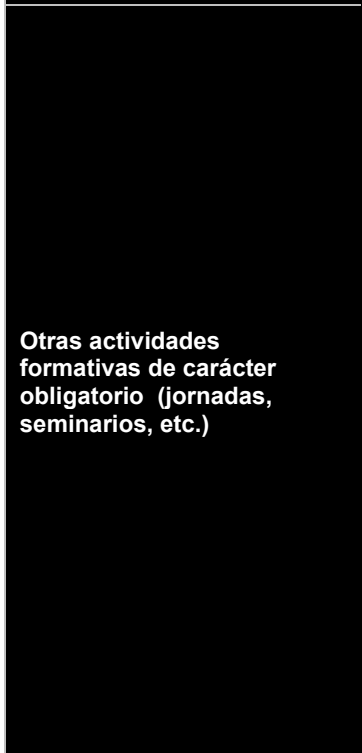 Otras actividades
formativas de carácter
obligatorio  (jornadas,
seminarios, etc.)